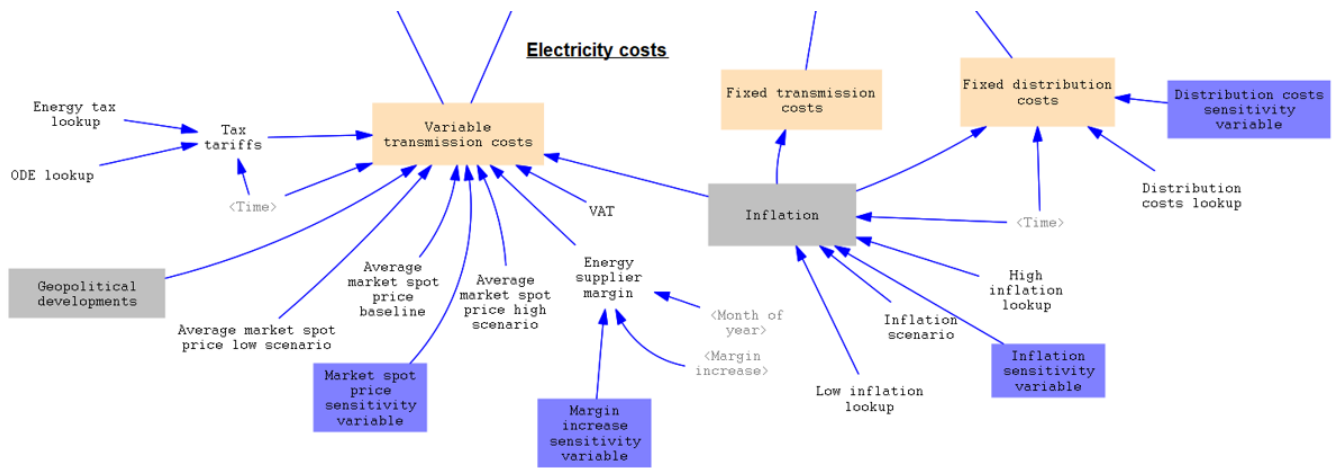 Electricity costs
Energy tax
lookup
Tax
tariffs
ODE lookup
<Time>
Variable
transmission costs
Fixed transmission
costs
Fixed distribution
costs
Distribution costs
sensitivity
variable
Distribution
costs lookup
<Time>
Inflation
VAT
Geopolitical
developments
Average market spot
price low scenario
Average
market spot
price
baseline
Average
market spot
price high
scenario
Market spot
price
sensitivity
variable
Energy
supplier
margin
<Month of
year>
<Margin
increase>
Margin
increase
sensitivity
variable
High
inflation
lookup
Inflation
scenario
Inflation
sensitivity
variable
Low inflation
lookup